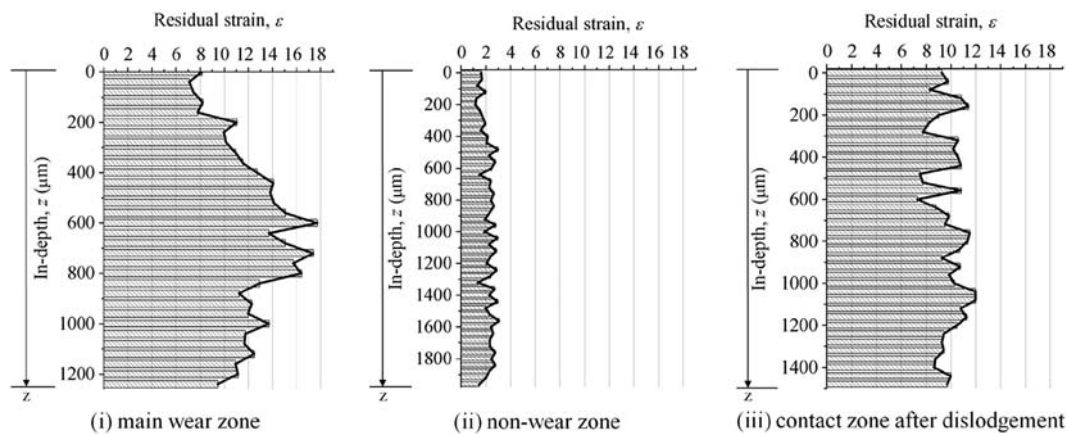 Residual strain, ε
0 2 4 6 8 10 12 14 16 18
0
200
400
600
800
1000
1200
In-depth, z (μm)
z
(i) main wear zone
Residual strain, ε
0 2 4 6 8 10 12 14 16 18
0
200
400
600
800
1000
1200
1400
1600
1800
In-depth, z (μm)
z
(ii) non-wear zone
Residual strain, ε
0 2 4 6 8 10 12 14 16 18
0
200
400
600
800
1000
1200
1400
In-depth, z (μm)
z
(iii) contact zone after dislodgement